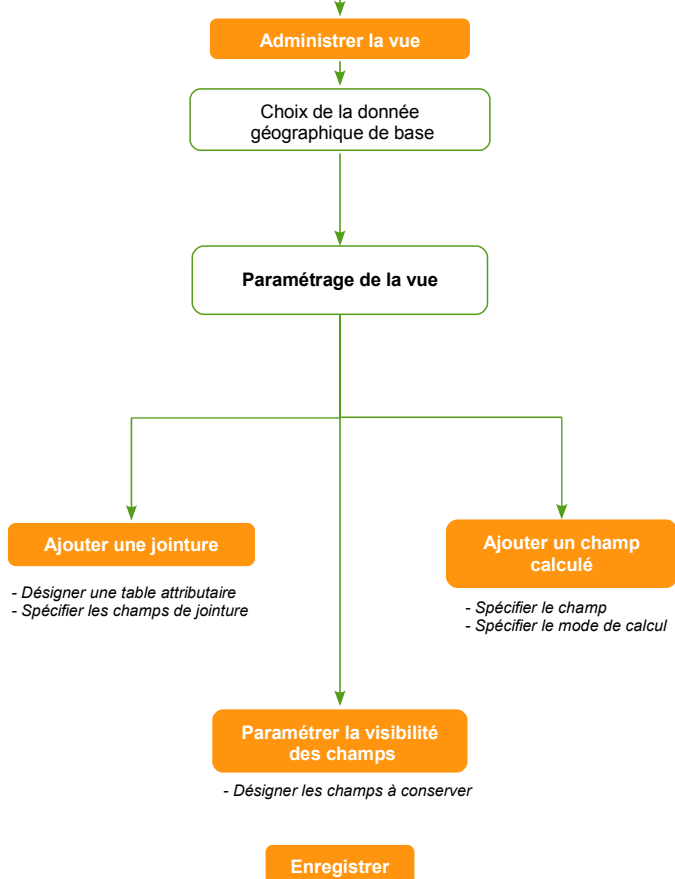 Administrer la vue
Choix de la donnée
géographique de base
Paramétrage de la vue
Ajouter une jointure
- Désigner une table attributaire
- Spécifier les champs de jointure
Ajouter un champ
calculé
- Spécifier le champ
- Spécifier le mode de calcul
Paramétrer la visibilité
des champs
- Désigner les champs à conserver
Enregistrer